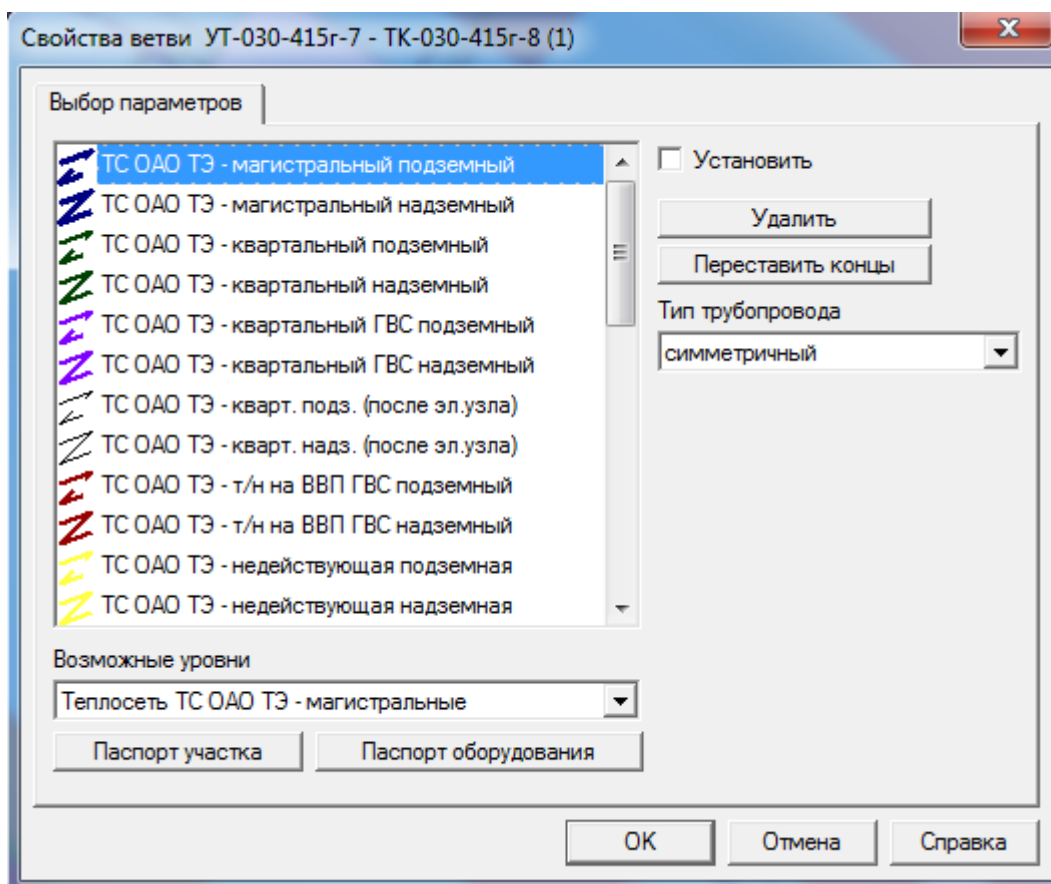 Свойства ветви УТ-030-415г-7 - ТК-030-415г-8 (1)
Выбор параметров
ТС ОАО ТЭ - магистральный подземный
ТС ОАО ТЭ - магистральный надземный
ТС ОАО ТЭ - квартальный подземный
ТС ОАО ТЭ - квартальный надземный
ТС ОАО ТЭ - квартальный ГВС подземный
ТС ОАО ТЭ - квартальный ГВС надземный
ТС ОАО ТЭ - кварт. подз. (после эл.узла)
ТС ОАО ТЭ - кварт. надз. (после эл.узла)
ТС ОАО ТЭ - т/н на ВВП ГВС подземный
ТС ОАО ТЭ - т/н на ВВП ГВС надземный
ТС ОАО ТЭ - недействующая подземная
ТС ОАО ТЭ - недействующая надземная
Установить
Удалить
Переставить концы
Тип трубопровода
симметричный
Возможные уровни
Теплосеть ТС ОАО ТЭ - магистральные
Паспорт участка
Паспорт оборудования
OK
Отмена
Справка